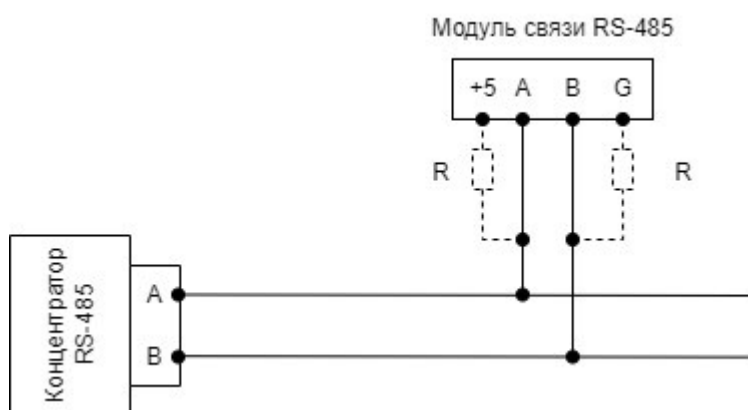 Модуль связи RS-485
+5 A B G
R R
Концентратор
RS-485
A
B